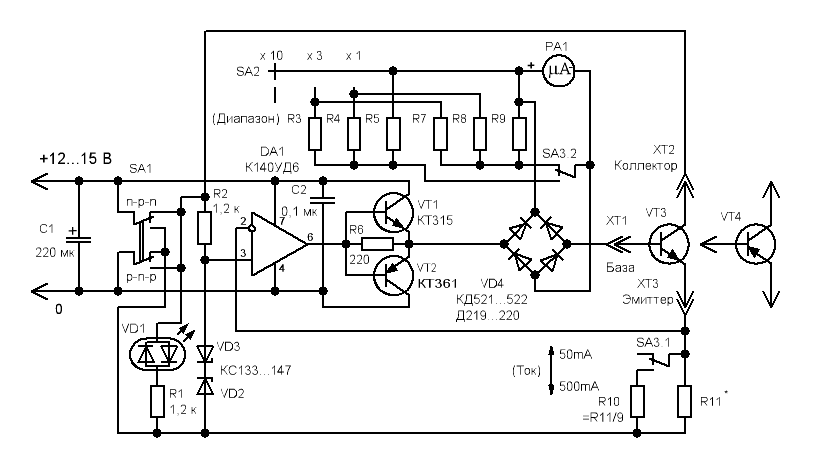 x 10 x 3 x 1 PA1
SA2 + μA -
(Диапазон) R3 R4 R5 R7 R8 R9
+12...15 В SA1 DA1
К140УД6 SA3.2 XT2
Коллектор
n-p-n R2
1,2 к C2
0,1 мк VT1
КТ315 XT1 VT3 VT4
C1 +
220 мк 2 7 6 3 4 R6
220
p-n-p VT2
КТ361 VD4
КД521...522
Д219...220 База XT3
Эмиттер
0
VD1 VD3
КС133...147
VD2 50mA
(Ток)
500mA SA3.1
R1
1,2 к R10
=R11/9 R11 *